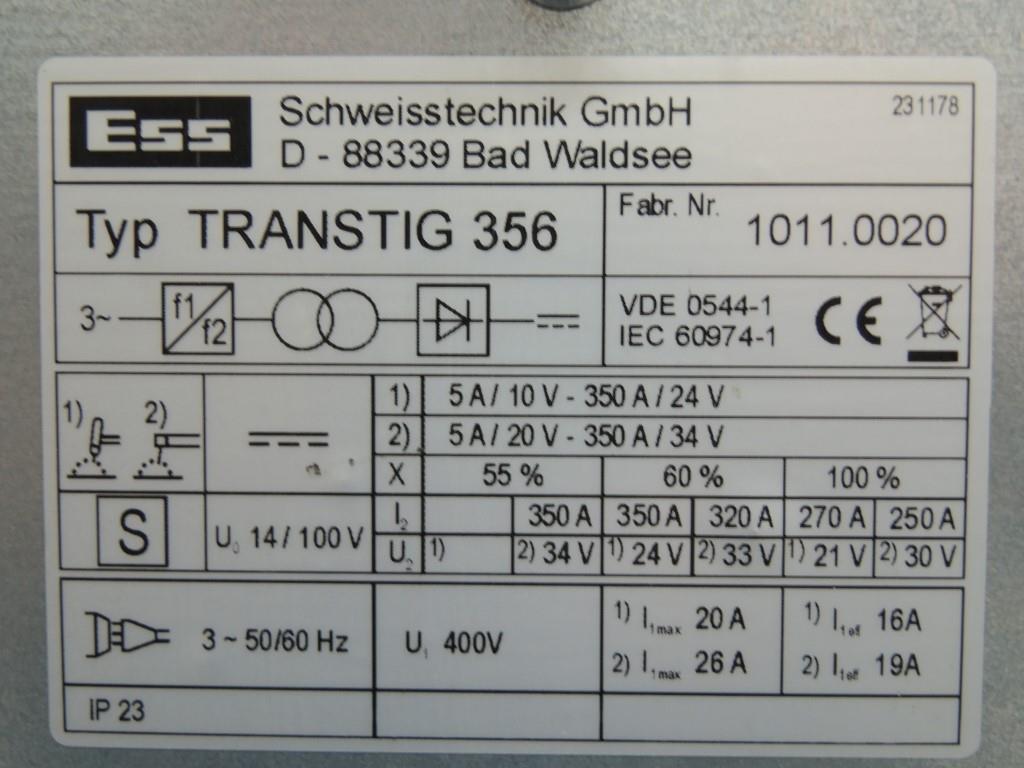 Ess
Schweisstechnik GmbH
D - 88339 Bad Waldsee
231178
Typ TRANSTIG 356
Fabr. Nr. 1011.0020
3~ f1/f2
VDE 0544-1
IEC 60974-1
CE
1) 2)
1) 5 A / 10 V - 350 A / 24 V
2) 5 A / 20 V - 350 A / 34 V
X 55 % 60 % 100 %
S
U₀ 14 / 100 V
I₂ 350 A 350 A 320 A 270 A 250 A
U₂ 1) 2) 34 V 1) 24 V 2) 33 V 1) 21 V 2) 30 V
3 ~ 50/60 Hz
U₁ 400V
1) I1max 20 A
2) I1max 26 A
1) I1eff 16A
2) I1eff 19A
IP 23